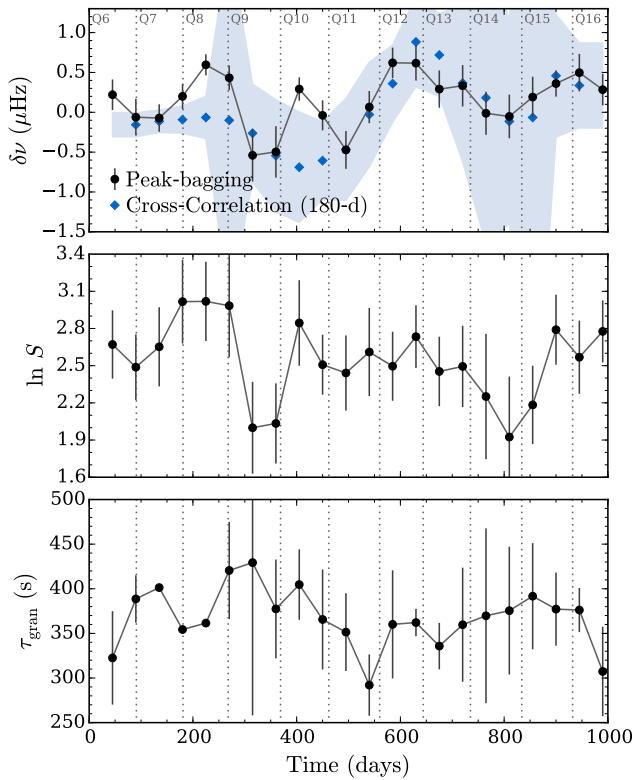 Q6 Q7 Q8 Q9 Q10 Q11 Q12 Q13 Q14 Q15 Q16
1.0
0.5
0.0
−0.5
−1.0
−1.5
δν (μHz)
Peak-bagging
Cross-Correlation (180-d)
3.4
3.1
2.8
2.5
2.2
1.9
1.6
ln S
500
450
400
350
300
250
τgran (s)
0 200 400 600 800 1000
Time (days)